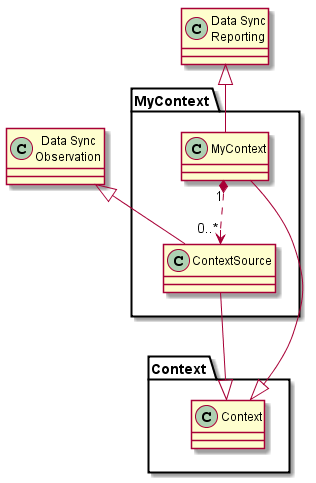 C Data Sync
Reporting
MyContext
C MyContext
C Data Sync
Observation
1
0..*
C ContextSource
Context
C Context